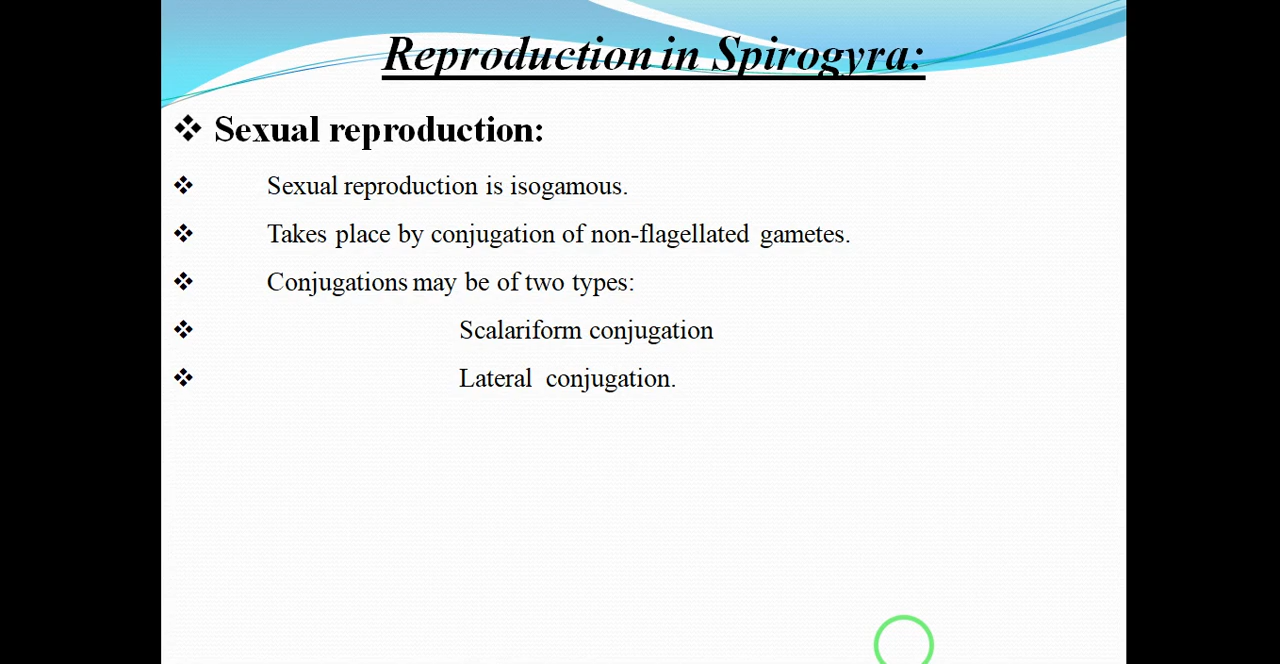 Reproduction in Spirogyra:
❖ Sexual reproduction:
❖ Sexual reproduction is isogamous.
❖ Takes place by conjugation of non-flagellated gametes.
❖ Conjugations may be of two types:
❖ Scalariform conjugation
❖ Lateral conjugation.